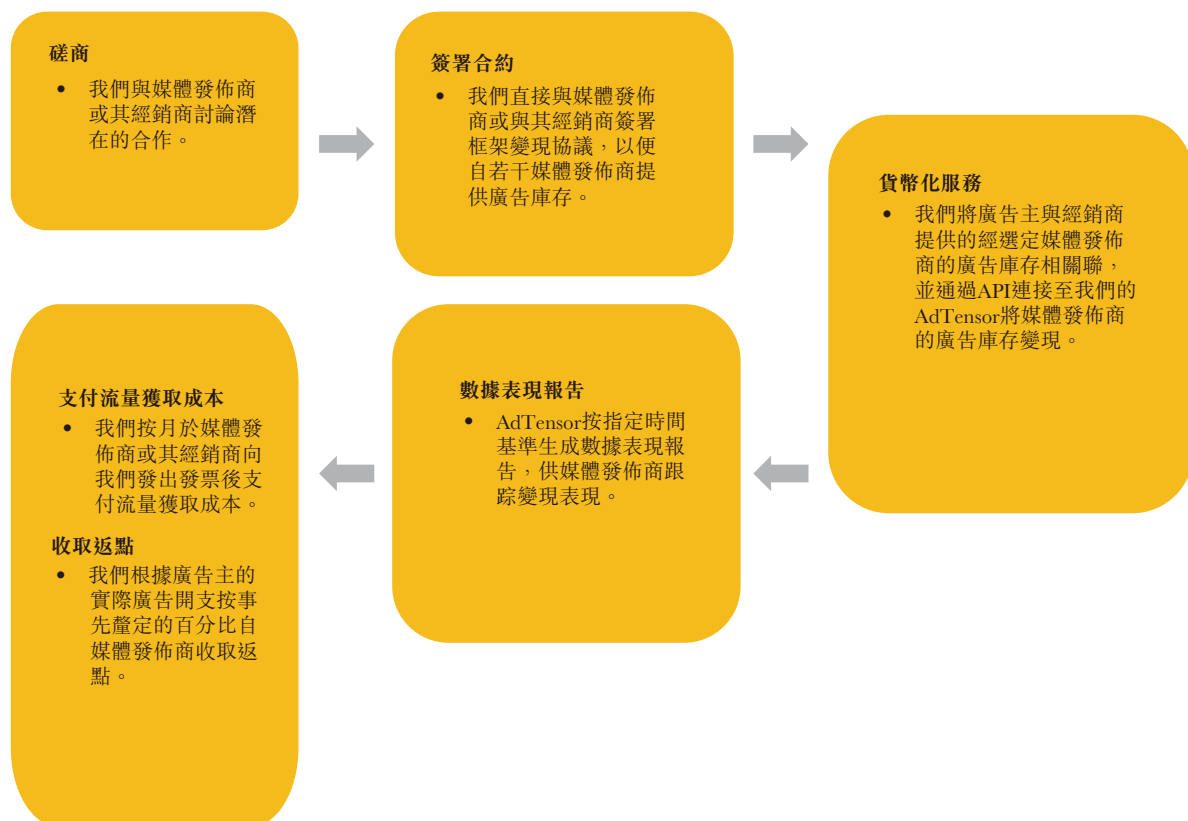 磋商
• 我們與媒體發佈商
或其經銷商討論潛
在的合作。
簽署合約
• 我們直接與媒體發佈
商或與其經銷商簽署
框架變現協議，以便
自若干媒體發佈商提
供廣告庫存。
貨幣化服務
• 我們將廣告主與經銷商
提供的經選定媒體發佈
商的廣告庫存相關聯，
並通過API連接至我們的
AdTensor將媒體發佈商
的廣告庫存變現。
數據表現報告
• AdTensor按指定時間
基準生成數據表現報
告，供媒體發佈商跟
踪變現表現。
支付流量獲取成本
• 我們按月於媒體發
佈商或其經銷商向
我們發出發票後支
付流量獲取成本。
收取返點
• 我們根據廣告主的
實際廣告開支按事
先釐定的百分比自
媒體發佈商收取返
點。